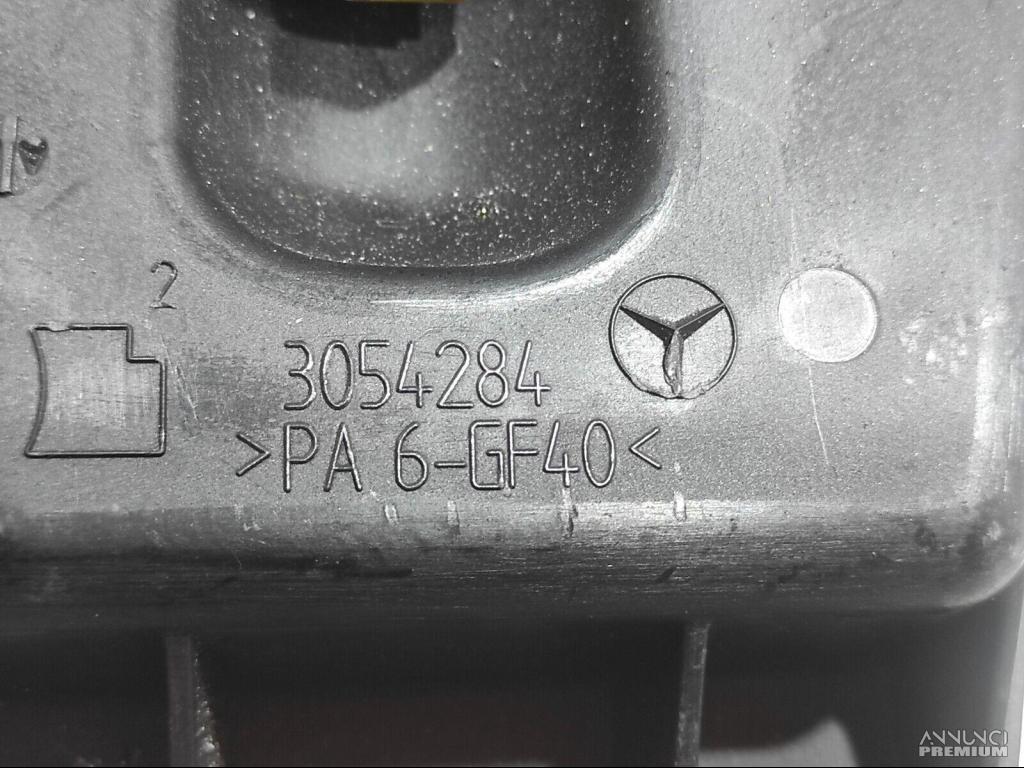 2
3054284
>PA 6-GF40<
ANNUNCI
PREMIUM